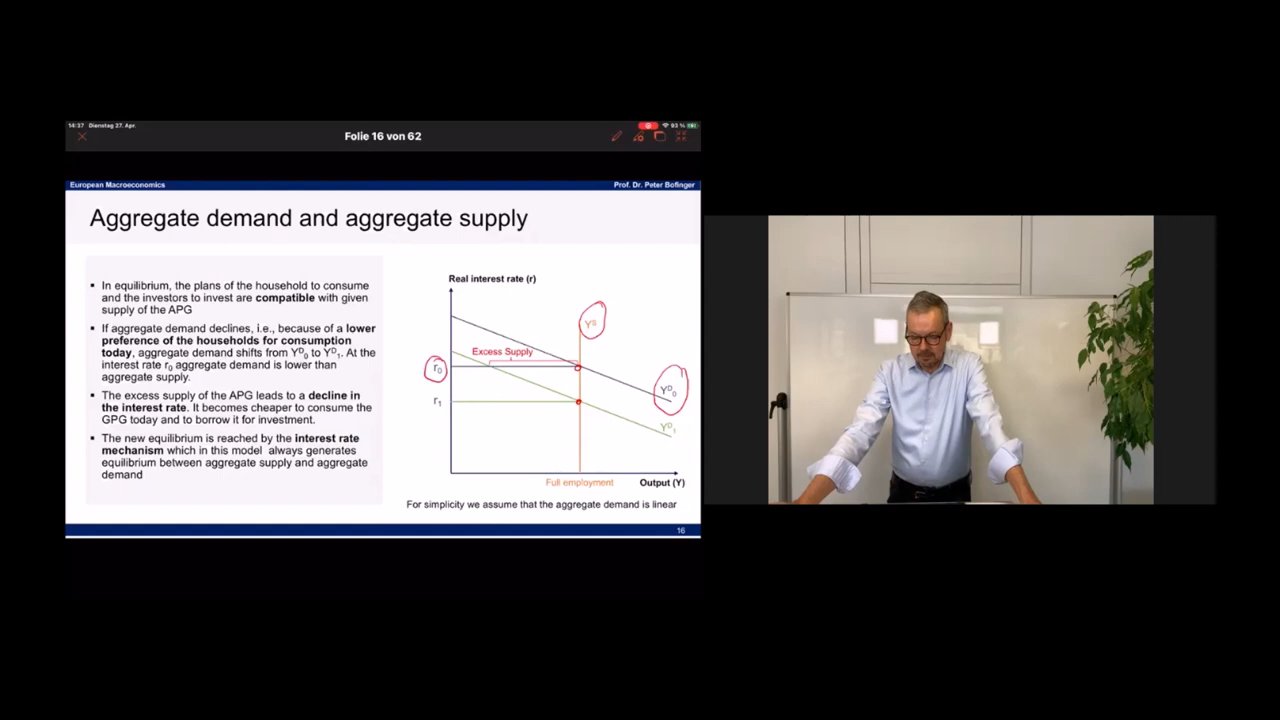 14:37 Dienstag 27. Apr.
93 %
Folie 16 von 62
European Macroeconomics
Prof. Dr. Peter Bofinger
Aggregate demand and aggregate supply
▪ In equilibrium, the plans of the household to consume
and the investors to invest are compatible with given
supply of the APG
▪ If aggregate demand declines, i.e., because of a lower
preference of the households for consumption
today, aggregate demand shifts from Yᴰ₀ to Yᴰ₁. At the
interest rate r₀ aggregate demand is lower than
aggregate supply.
▪ The excess supply of the APG leads to a decline in
the interest rate. It becomes cheaper to consume the
GPG today and to borrow it for investment.
▪ The new equilibrium is reached by the interest rate
mechanism which in this model always generates
equilibrium between aggregate supply and aggregate
demand
Real interest rate (r)
Yˢ
Excess Supply
r₀
Yᴰ₀
r₁
Yᴰ₁
Full employment
Output (Y)
For simplicity we assume that the aggregate demand is linear
16